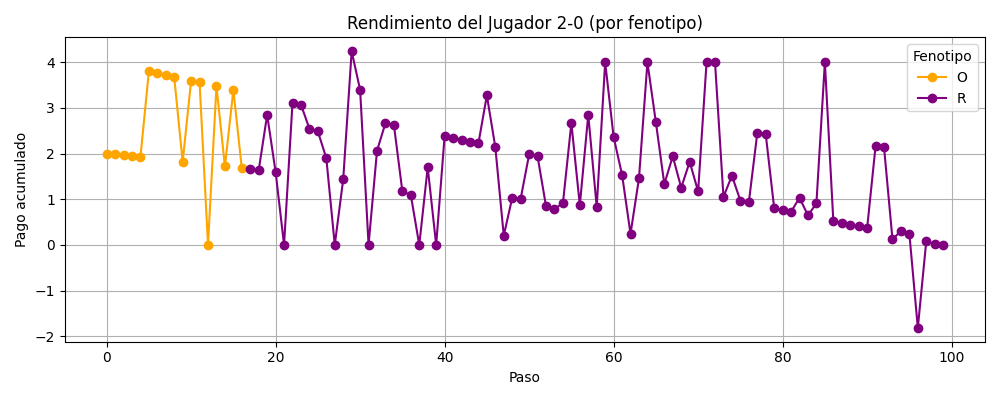 Rendimiento del Jugador 2-0 (por fenotipo)
Pago acumulado
4
3
2
1
0
−1
−2
Fenotipo
O
R
0 20 40 60 80 100
Paso